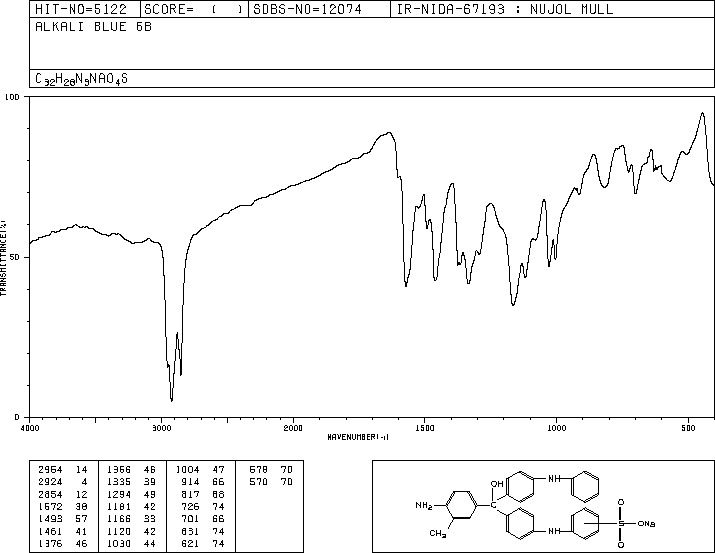 HIT-NO=5122 SCORE= ( ) SDBS-NO=12074 IR-NIDA-67193 : NUJOL MULL
ALKALI BLUE 6B
C32H28N3NAO4S
100
50
0
TRANSMITTANCE(%)
4000 3000 2000 1500 1000 500
WAVENUMBER(-1)
2964 14 1366 46 1004 47 578 70
2924 4 1335 39 914 66 570 70
2854 12 1294 49 817 68
1572 38 1181 42 726 74
1493 57 1166 33 701 66
1461 41 1120 42 631 74
1376 46 1030 44 621 74
NH
OH
C
NH2
CH3
NH
O
S
ONa
O